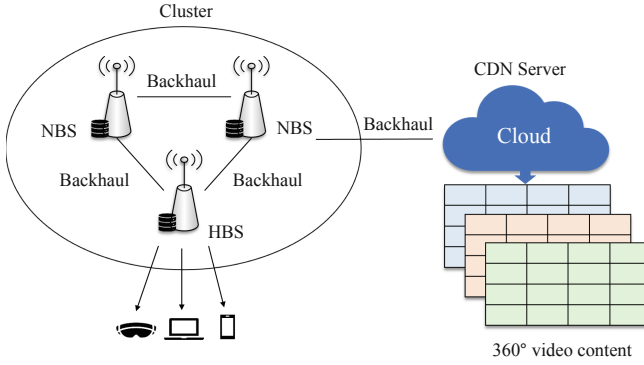 Cluster
Backhaul
CDN Server
NBS
NBS
Backhaul
Cloud
Backhaul
Backhaul
HBS
360° video content